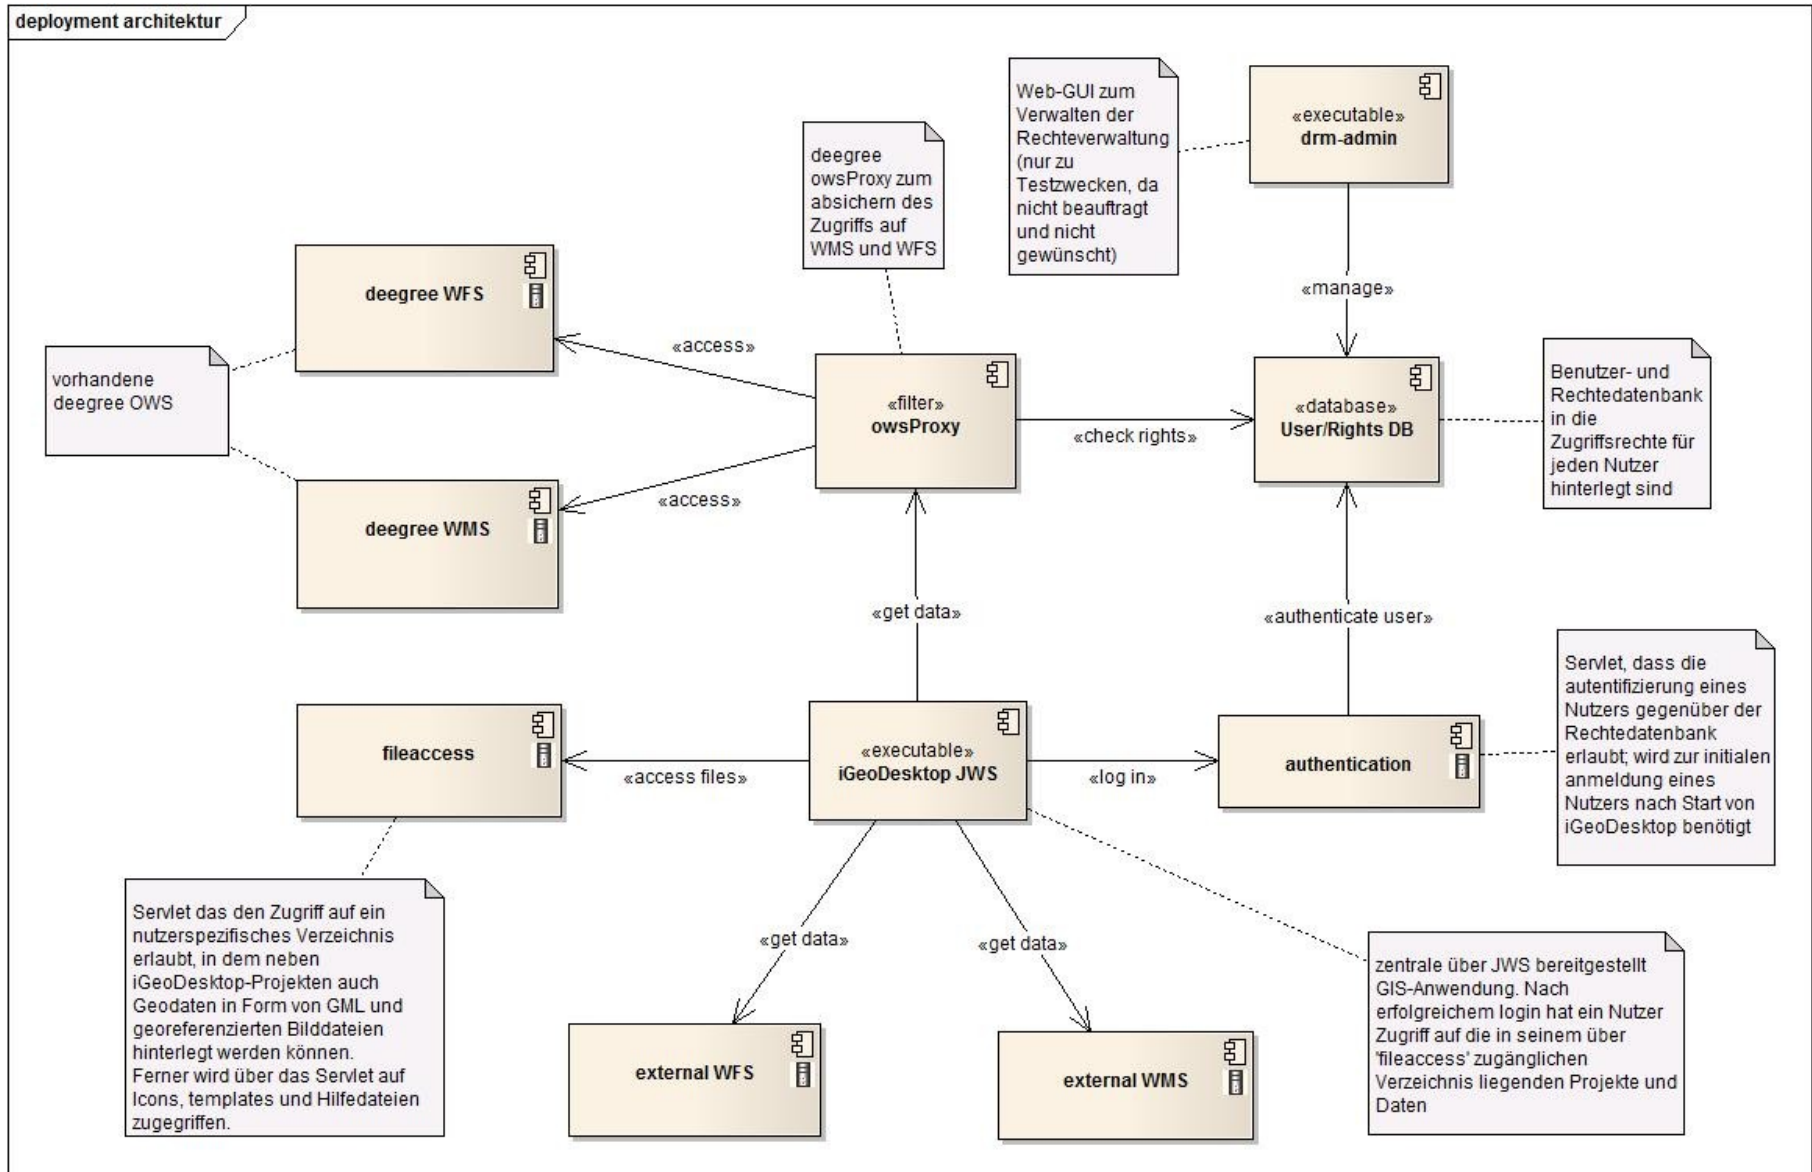 deployment architektur
Web-GUI zum
Verwalten der
Rechteverwaltung
(nur zu
Testzwecken, da
nicht beauftragt
und nicht
gewünscht)
«executable»
drm-admin
deegree
owsProxy zum
absichern des
Zugriffs auf
WMS und WFS
«manage»
deegree WFS
«access»
vorhandene
deegree OWS
«filter»
owsProxy
«check rights»
«database»
User/Rights DB
Benutzer- und
Rechtedatenbank
in die
Zugriffsrechte für
jeden Nutzer
hinterlegt sind
deegree WMS
«access»
«get data»
«authenticate user»
Servlet, dass die
autentifizierung eines
Nutzers gegenüber der
Rechtedatenbank
erlaubt; wird zur initialen
anmeldung eines
Nutzers nach Start von
iGeoDesktop benötigt
fileaccess
«access files»
«executable»
iGeoDesktop JWS
«log in»
authentication
Servlet das den Zugriff auf ein
nutzerspezifisches Verzeichnis
erlaubt, in dem neben
iGeoDesktop-Projekten auch
Geodaten in Form von GML und
georeferenzierten Bilddateien
hinterlegt werden können.
Ferner wird über das Servlet auf
Icons, templates und Hilfedateien
zugegriffen.
«get data»
«get data»
zentrale über JWS bereitgestellt
GIS-Anwendung. Nach
erfolgreichem login hat ein Nutzer
Zugriff auf die in seinem über
'fileaccess' zugänglichen
Verzeichnis liegenden Projekte und
Daten
external WFS
external WMS